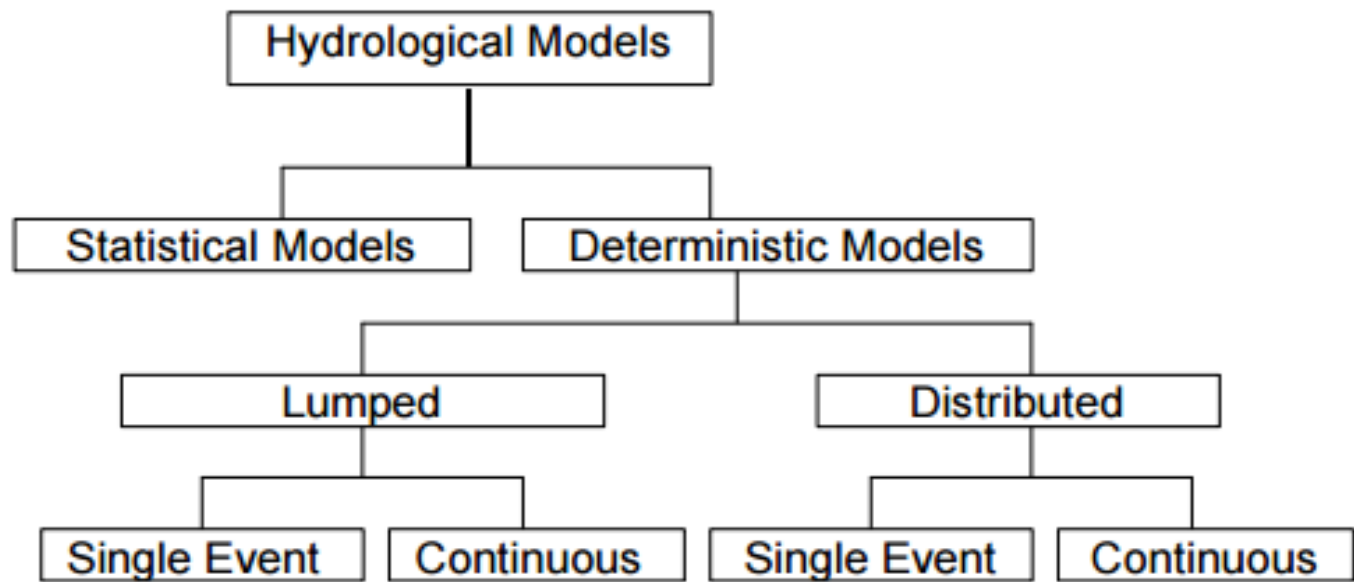 Hydrological Models
Statistical Models
Deterministic Models
Lumped
Distributed
Single Event
Continuous
Single Event
Continuous